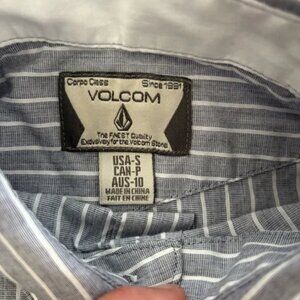 Corpo Class Since 1991
VOLCOM
The FINEST Quality
Exclusively for the Volcom Stone
USA-S
CAN-P
AUS-10
MADE IN CHINA
FAIT EN CHINE